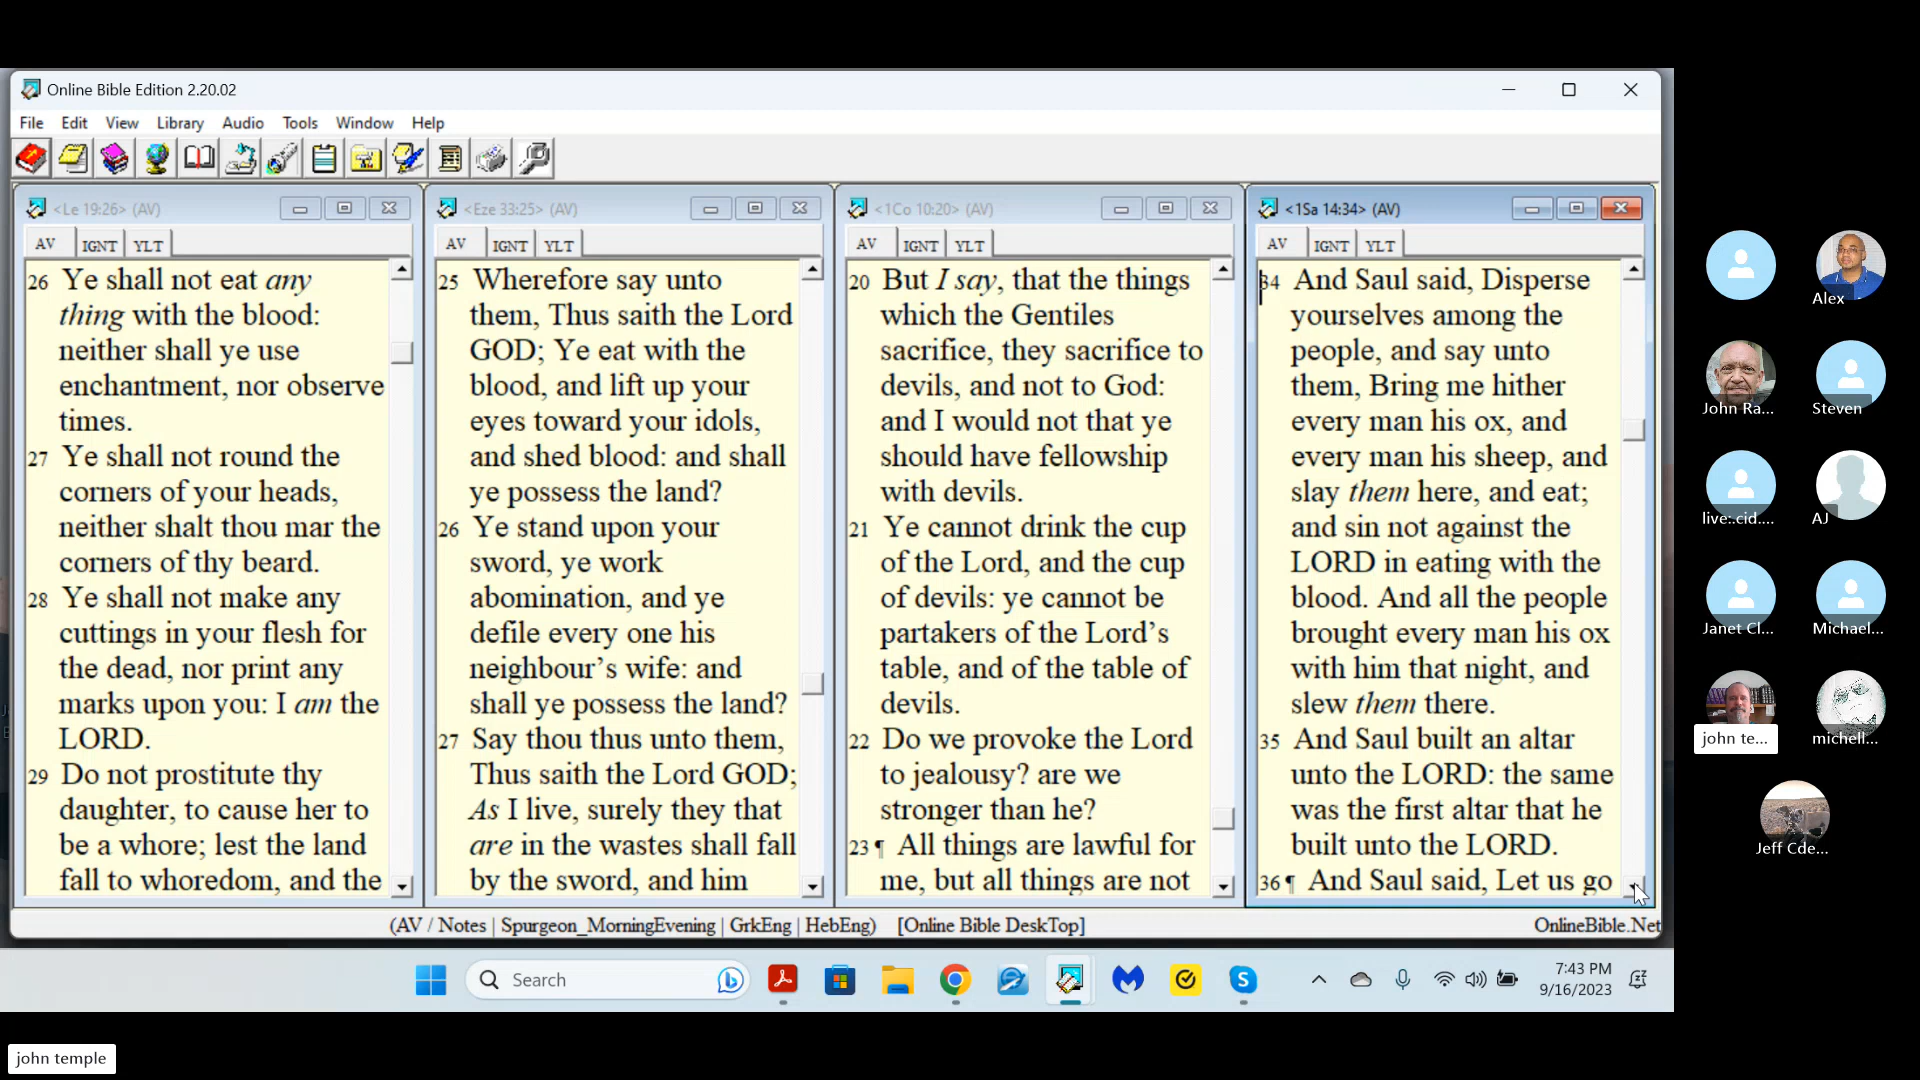 Online Bible Edition 2.20.02
File Edit View Library Audio Tools Window Help
<Le 19:26> (AV)
AV IGNT YLT
26 Ye shall not eat any
thing with the blood:
neither shall ye use
enchantment, nor observe
times.
27 Ye shall not round the
corners of your heads,
neither shalt thou mar the
corners of thy beard.
28 Ye shall not make any
cuttings in your flesh for
the dead, nor print any
marks upon you: I am the
LORD.
29 Do not prostitute thy
daughter, to cause her to
be a whore; lest the land
fall to whoredom, and the
<Eze 33:25> (AV)
AV IGNT YLT
25 Wherefore say unto
them, Thus saith the Lord
GOD; Ye eat with the
blood, and lift up your
eyes toward your idols,
and shed blood: and shall
ye possess the land?
26 Ye stand upon your
sword, ye work
abomination, and ye
defile every one his
neighbour’s wife: and
shall ye possess the land?
27 Say thou thus unto them,
Thus saith the Lord GOD;
As I live, surely they that
are in the wastes shall fall
by the sword, and him
<1Co 10:20> (AV)
AV IGNT YLT
20 But I say, that the things
which the Gentiles
sacrifice, they sacrifice to
devils, and not to God:
and I would not that ye
should have fellowship
with devils.
21 Ye cannot drink the cup
of the Lord, and the cup
of devils: ye cannot be
partakers of the Lord’s
table, and of the table of
devils.
22 Do we provoke the Lord
to jealousy? are we
stronger than he?
23 ¶ All things are lawful for
me, but all things are not
<1Sa 14:34> (AV)
AV IGNT YLT
34 And Saul said, Disperse
yourselves among the
people, and say unto
them, Bring me hither
every man his ox, and
every man his sheep, and
slay them here, and eat;
and sin not against the
LORD in eating with the
blood. And all the people
brought every man his ox
with him that night, and
slew them there.
35 And Saul built an altar
unto the LORD: the same
was the first altar that he
built unto the LORD.
36 ¶ And Saul said, Let us go
(AV / Notes | Spurgeon_MorningEvening | GrkEng | HebEng) [Online Bible DeskTop]
OnlineBible.Net
Search
7:43 PM
9/16/2023
Alex
John Ra...
Steven
live:.cid....
AJ
Janet Cl...
Michael...
john te...
michell...
Jeff Cde...
john temple